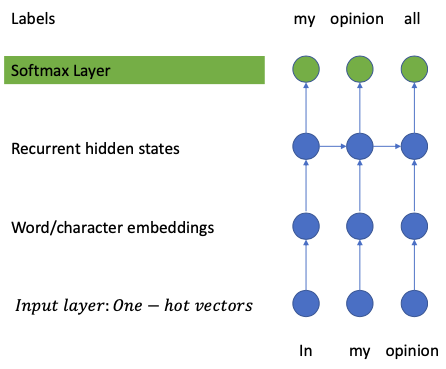 Labels my opinion all
Softmax Layer
Recurrent hidden states
Word/character embeddings
Input layer: One − hot vectors
In my opinion